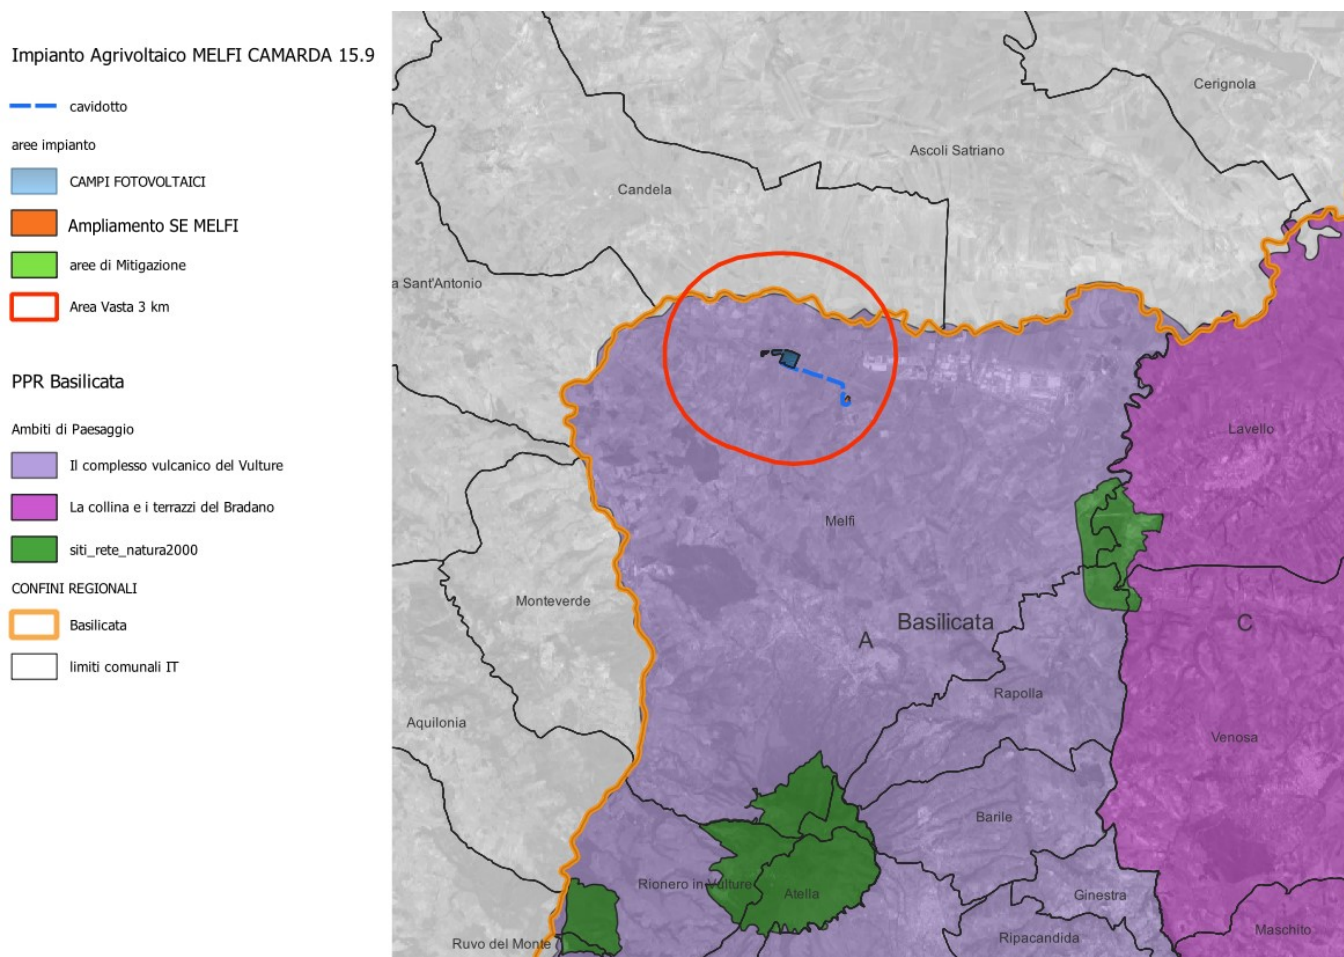 Impianto Agrivoltaico MELFI CAMARDA 15.9
cavidotto
aree impianto
CAMPI FOTOVOLTAICI
Ampliamento SE MELFI
aree di Mitigazione
Area Vasta 3 km
PPR Basilicata
Ambiti di Paesaggio
Il complesso vulcanico del Vulture
La collina e i terrazzi del Bradano
siti_rete_natura2000
CONFINI REGIONALI
Basilicata
limiti comunali IT
Cerignola
Ascoli Satriano
Candela
a Sant'Antonio
Lavello
Melfi
Monteverde
Basilicata
A
C
Rapolla
Aquilonia
Venosa
Barile
Rionero in Vulture
Atella
Ginestra
Ruvo del Monte
Ripacandida
Maschito